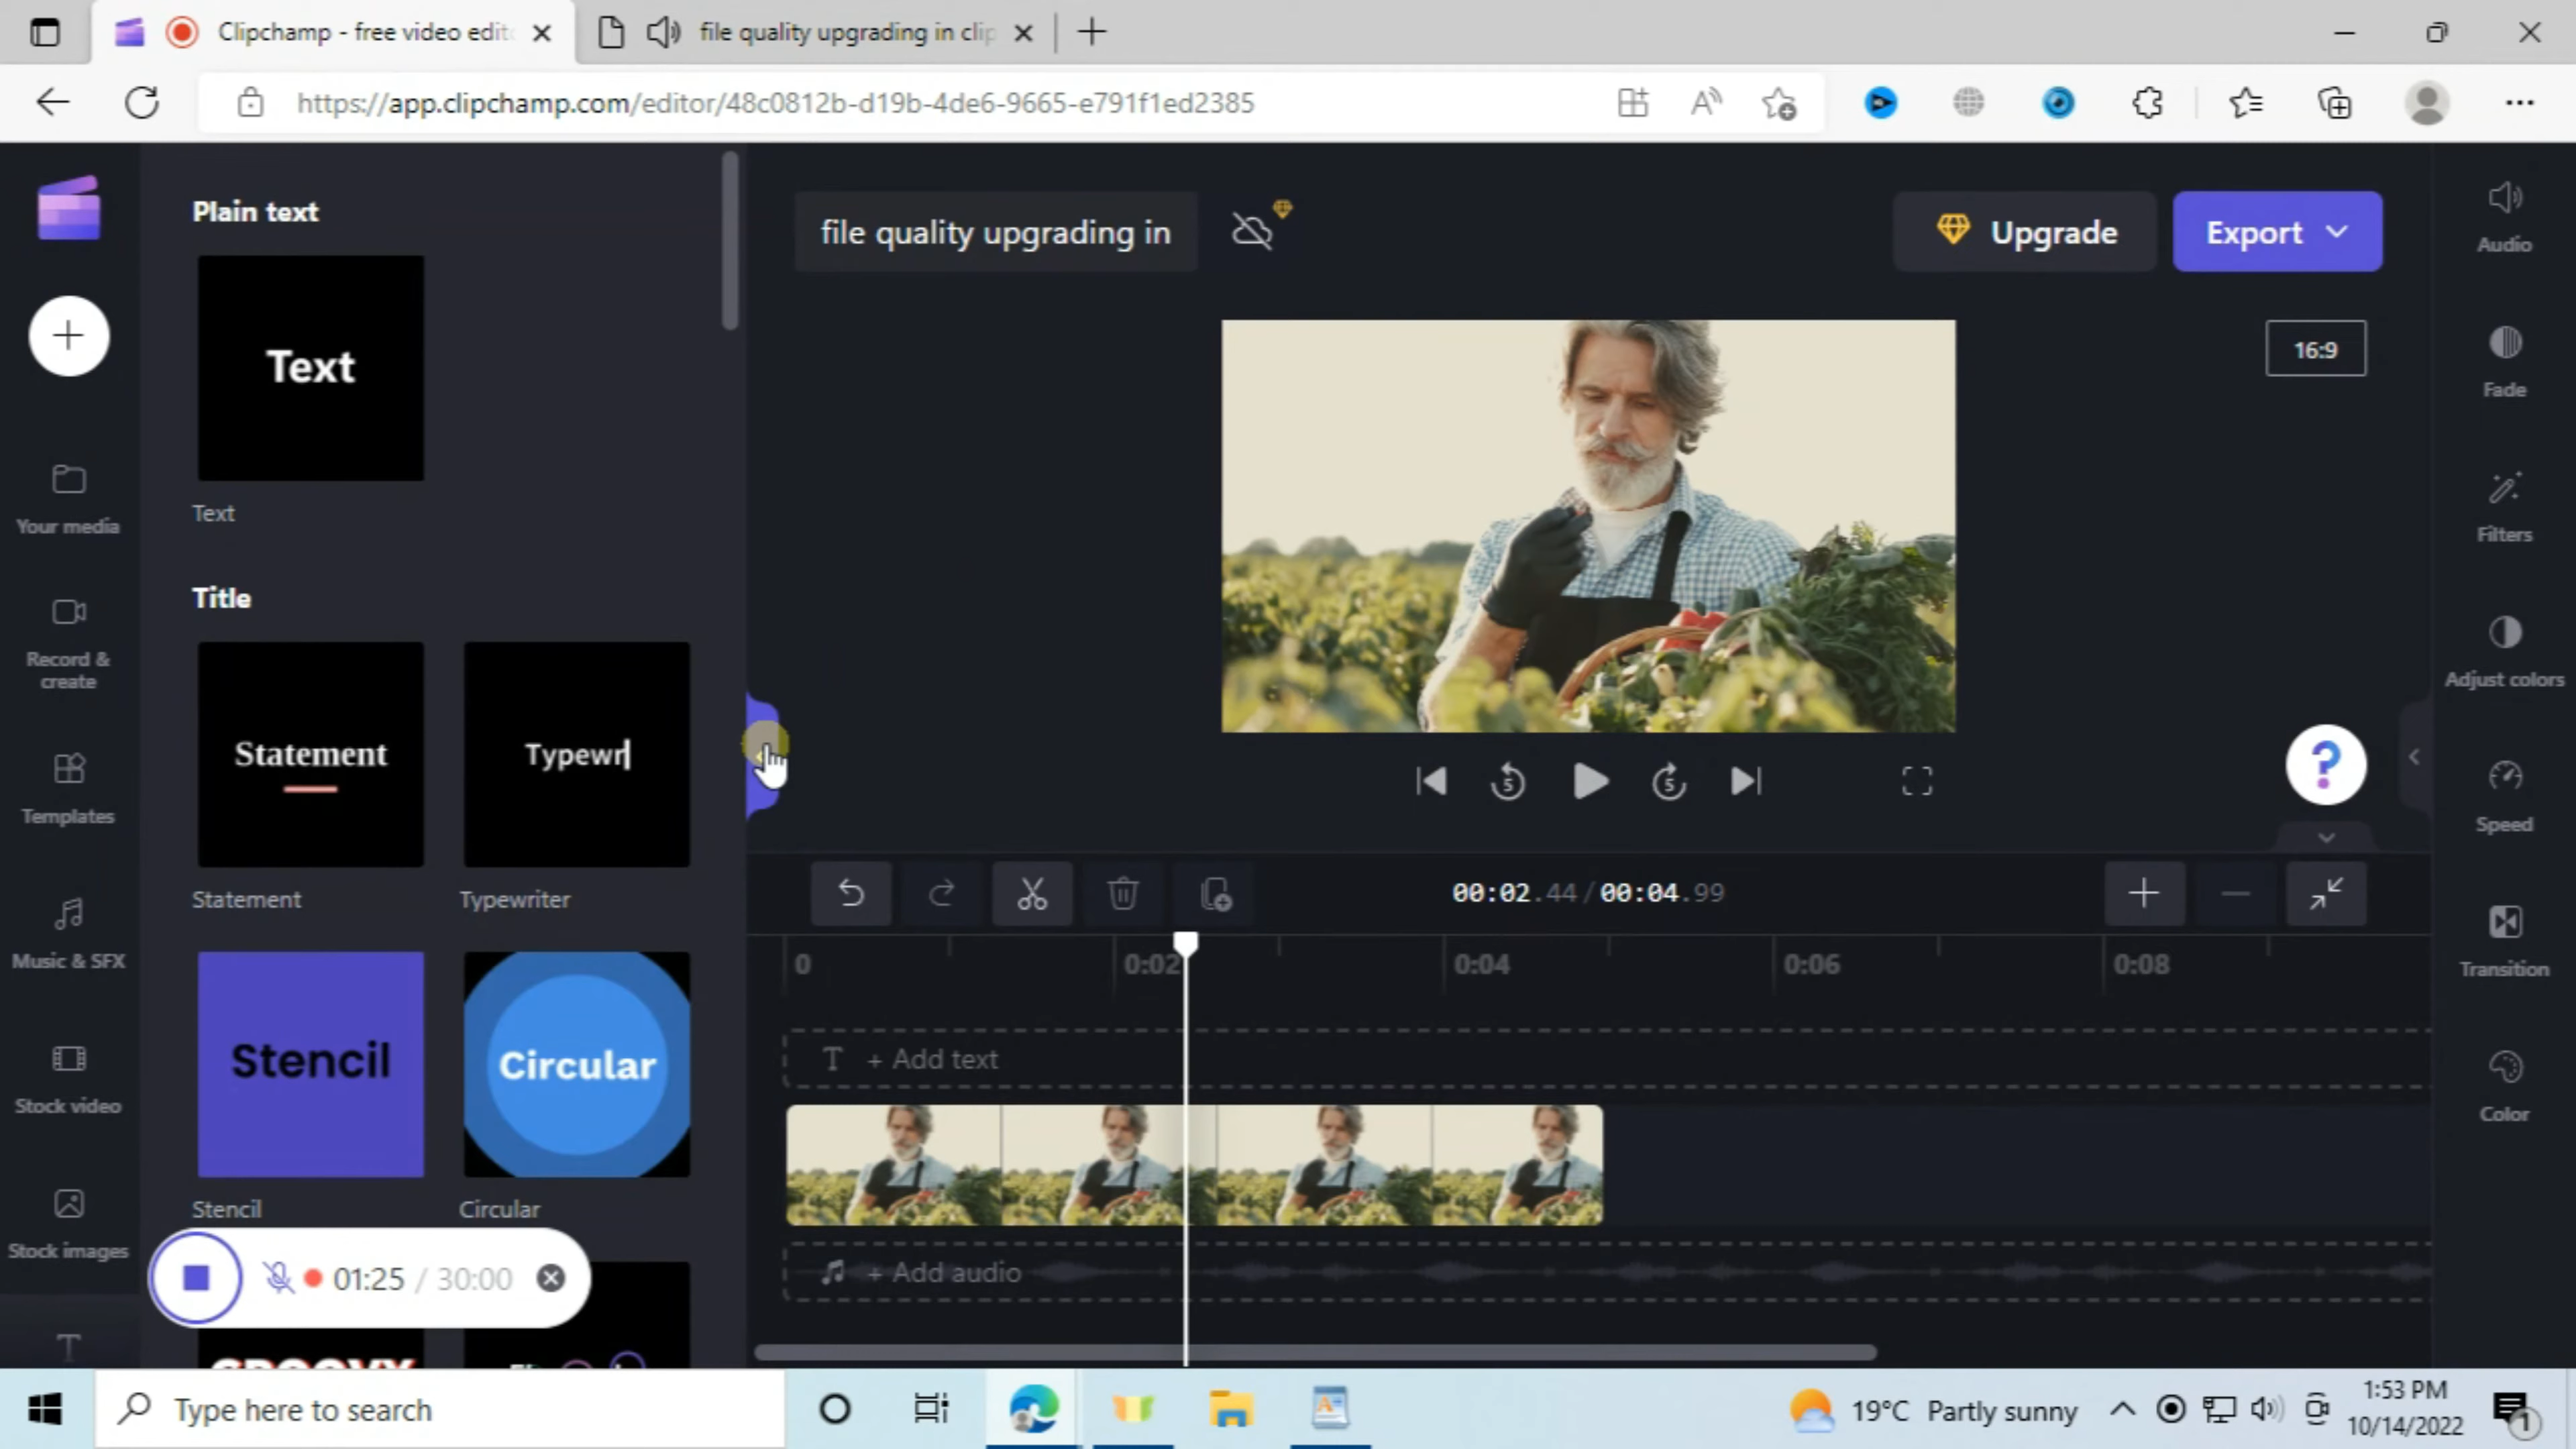 Clipchamp - free video edit
file quality upgrading in clip
https://app.clipchamp.com/editor/48c0812b-d19b-4de6-9665-e791f1ed2385
Plain text
Text
Text
Title
Statement
Typewr
Statement
Typewriter
Stencil
Circular
Stencil
Circular
GROOVY
Your media
Record &
create
Templates
Music & SFX
Stock video
Stock images
T
01:25 / 30:00
file quality upgrading in
Upgrade
Export
16:9
5
5
?
00:02.44 / 00:04.99
0
0:02
0:04
0:06
0:08
T + Add text
+ Add audio
Audio
Fade
Filters
Adjust colors
Speed
Transition
Color
Type here to search
19°C Partly sunny
1:53 PM
10/14/2022
1